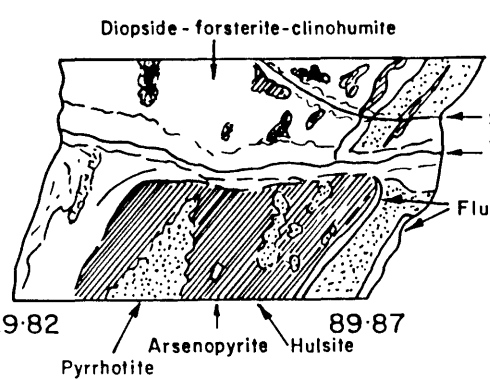 Diopside - forsterite - clinohumite
Flu
9·82
89·87
Arsenopyrite
Hulsite
Pyrrhotite